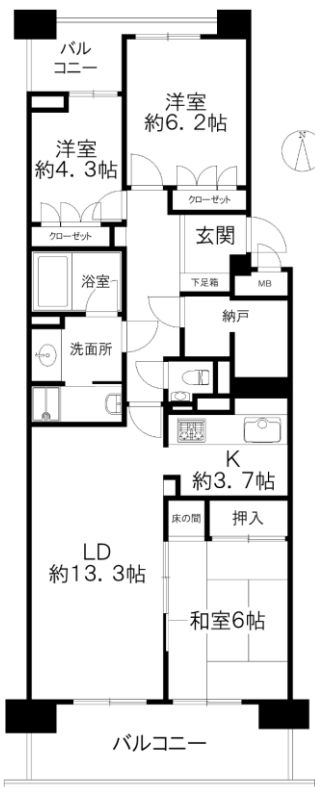 バル
コニー
洋室
約6.2帖
洋室
約4.3帖
N
クローゼット
クローゼット
玄関
浴室
下足箱
MB
納戸
洗面所
K
約3.7帖
床の間
押入
LD
約13.3帖
和室6帖
バルコニー